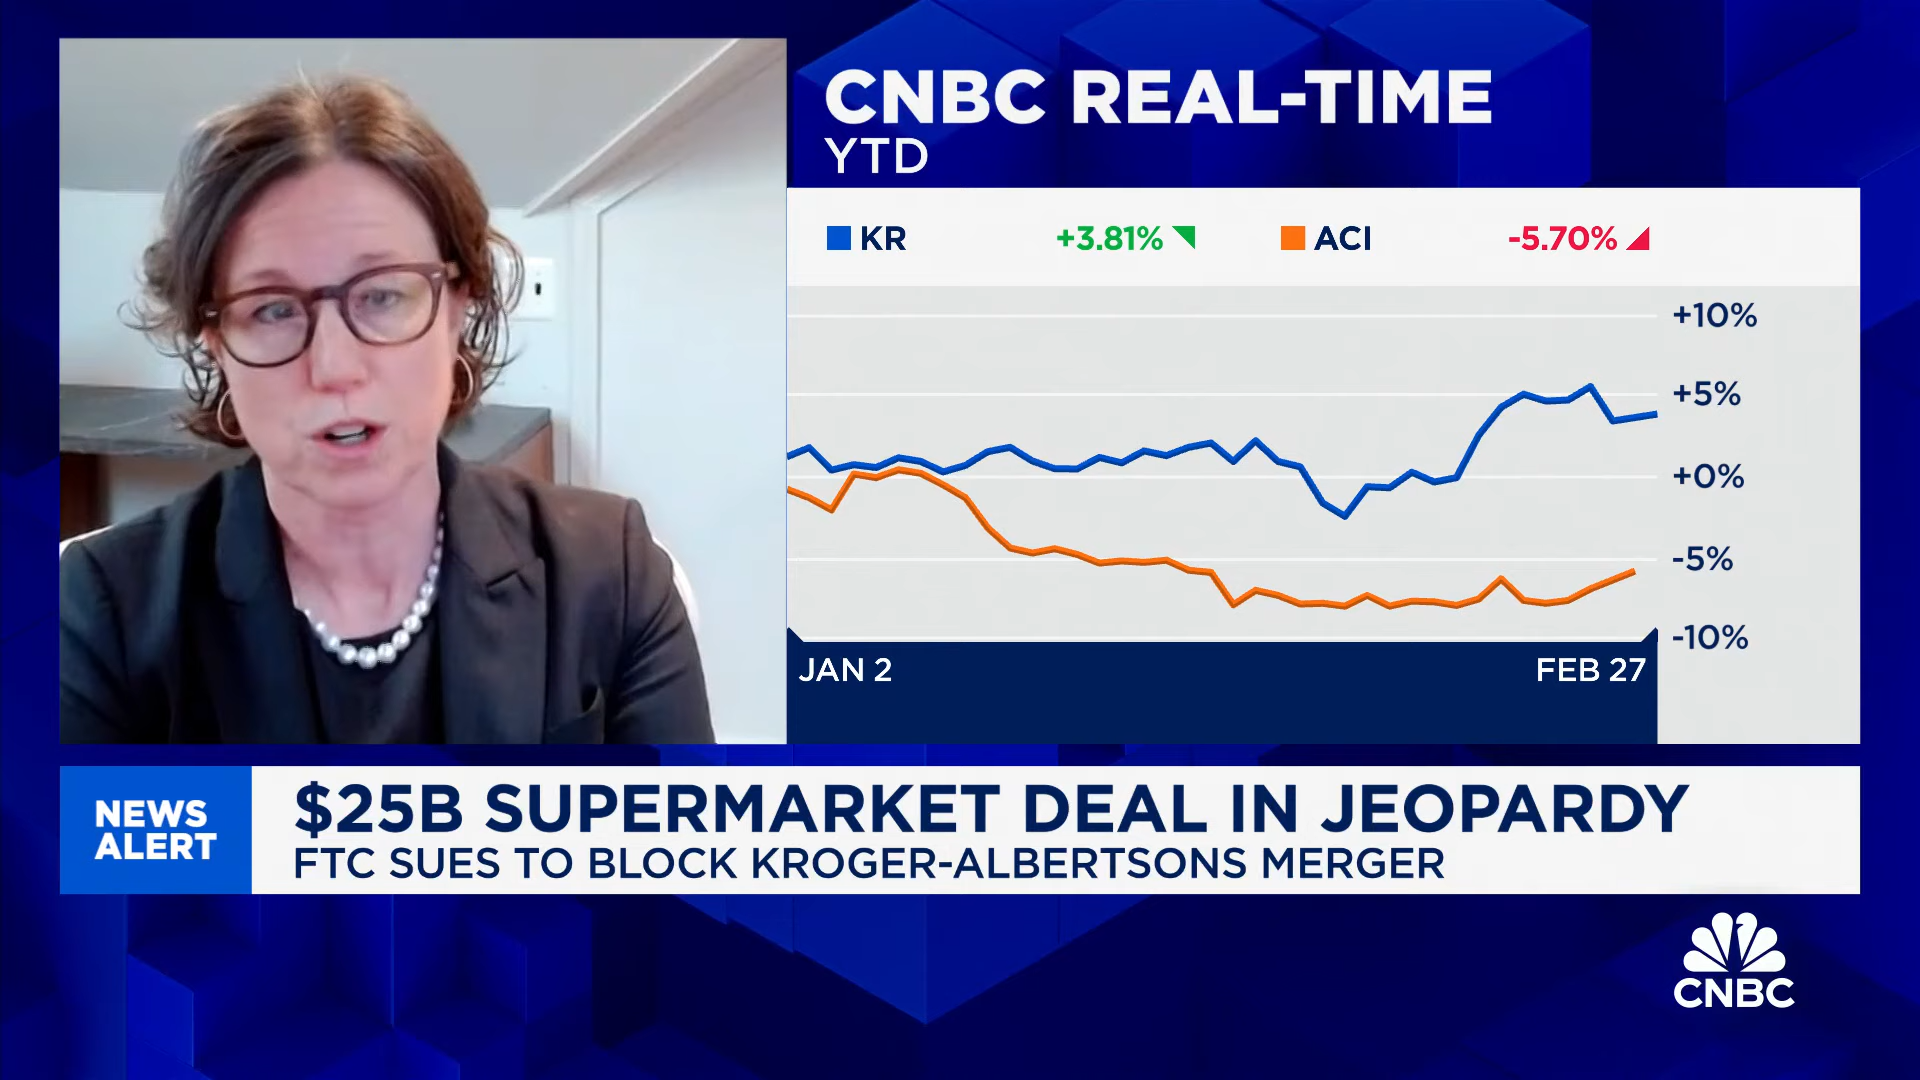 CNBC REAL-TIME
YTD
KR +3.81% ACI -5.70%
+10%
+5%
+0%
-5%
-10%
JAN 2 FEB 27
NEWS
ALERT
$25B SUPERMARKET DEAL IN JEOPARDY
FTC SUES TO BLOCK KROGER-ALBERTSONS MERGER
CNBC